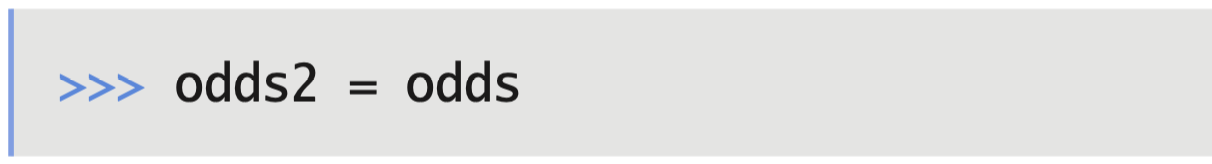 >>> odds2 = odds